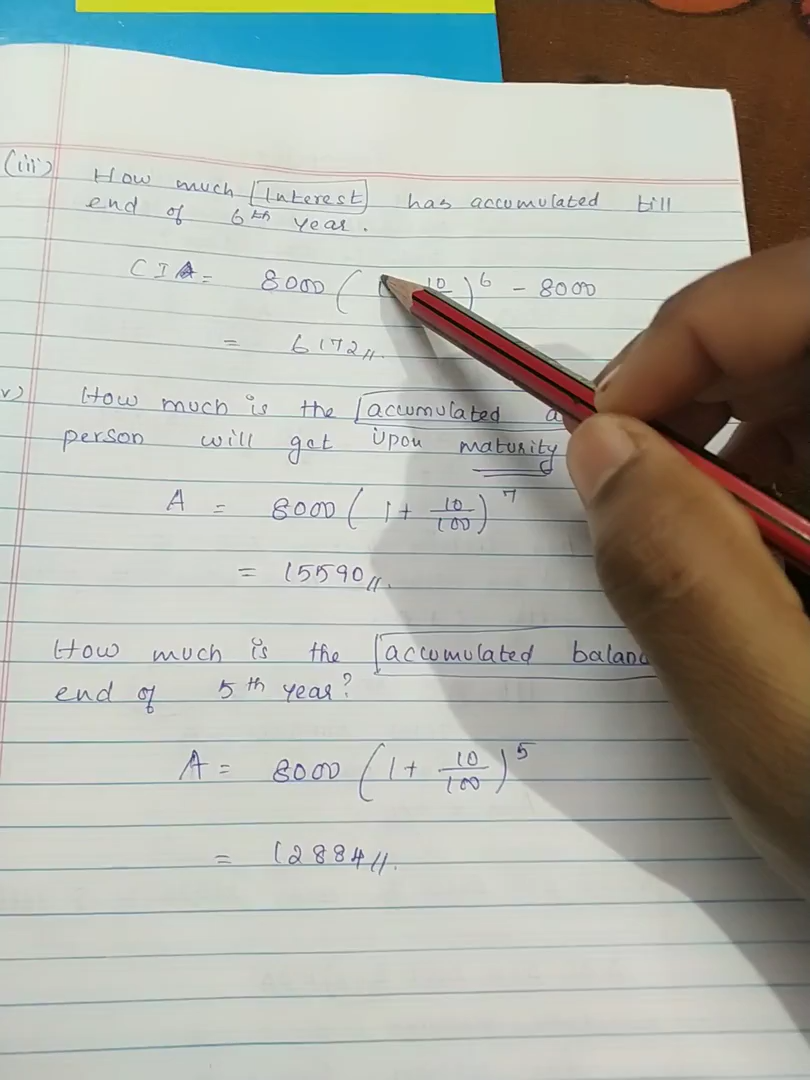 (iii) How much Interest has accumulated till
end of 6th year.
CI = 8000 ( 10 )6 - 8000
= 6172//.
v) How much is the accumulated
person will get upon maturity
A = 8000 ( 1 + 10/100 )7
= 15590//.
How much is the accumulated balanc
end of 5th year?
A = 8000 ( 1 + 10/100 )5
= 12884//.